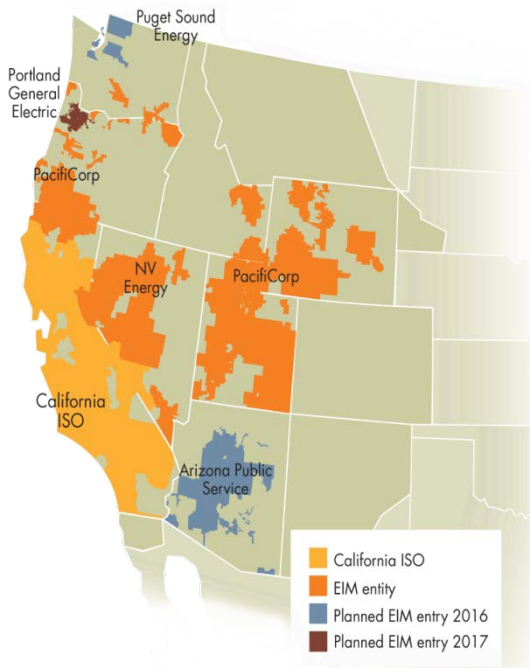 Puget Sound
Energy
Portland
General
Electric
PacifiCorp
NV
Energy
PacifiCorp
California
ISO
Arizona Public
Service
California ISO
EIM entity
Planned EIM entry 2016
Planned EIM entry 2017